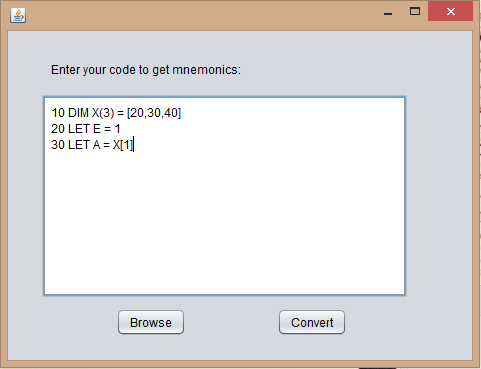 Enter your code to get mnemonics:
10 DIM X(3) = [20,30,40]
20 LET E = 1
30 LET A = X[1]
Browse
Convert